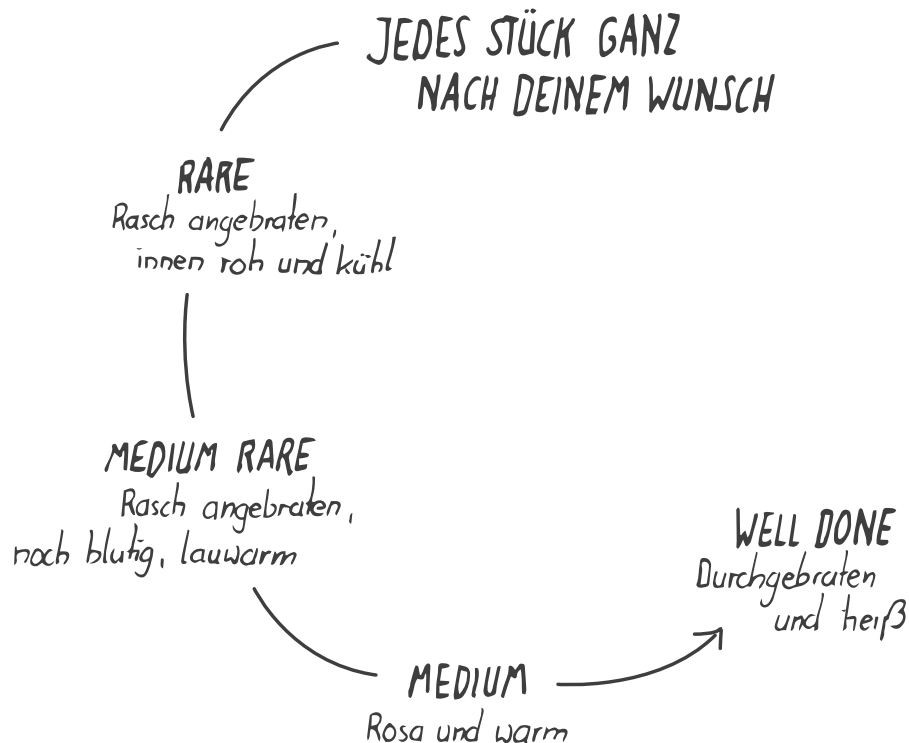 JEDES STÜCK GANZ
NACH DEINEM WUNSCH
RARE
Rasch angebraten,
innen roh und kühl
MEDIUM RARE
Rasch angebraten,
noch blutig, lauwarm
MEDIUM
Rosa und warm
WELL DONE
Durchgebraten
und heiß